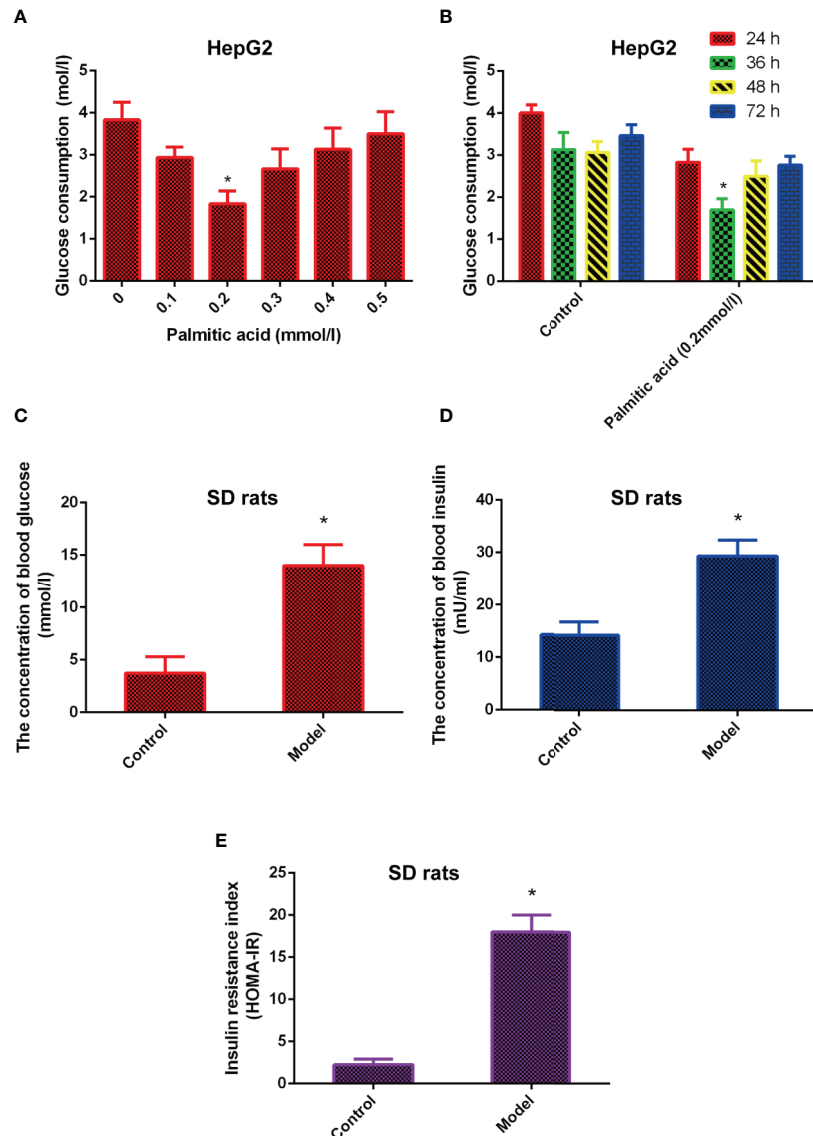 A
HepG2
Glucose consumption (mol/l)
5
4
3
2
1
0
*
0
0.1
0.2
0.3
0.4
0.5
Palmitic acid (mmol/l)
B
HepG2
24 h
36 h
48 h
72 h
Glucose consumption (mol/l)
5
4
3
2
1
0
*
Control
Palmitic acid (0.2mmol/l)
C
SD rats
The concentration of blood glucose
(mmol/l)
20
15
10
5
0
*
Control
Model
D
SD rats
The concentration of blood insulin
(mU/ml)
40
30
20
10
0
*
Control
Model
E
SD rats
Insulin resistance index
(HOMA-IR)
25
20
15
10
5
0
*
Control
Model